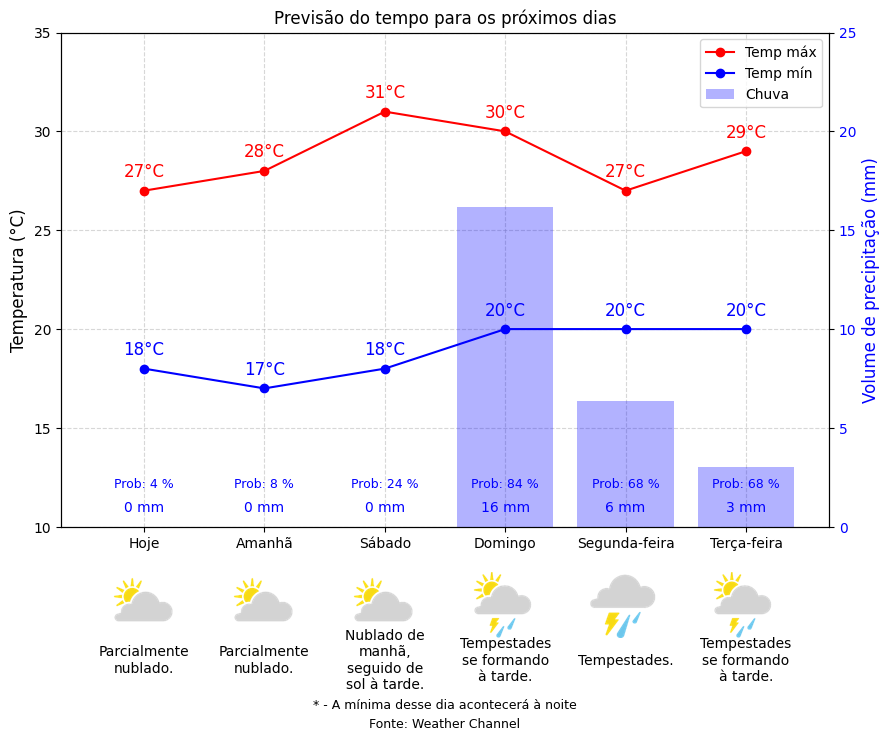 Previsão do tempo para os próximos dias
Temp máx
Temp mín
Chuva
Temperatura (°C)
35
30
25
20
15
10
Volume de precipitação (mm)
25
20
15
10
5
0
27°C
28°C
31°C
30°C
27°C
29°C
18°C
17°C
18°C
20°C
20°C
20°C
Prob: 4 %
Prob: 8 %
Prob: 24 %
Prob: 84 %
Prob: 68 %
Prob: 68 %
0 mm
0 mm
0 mm
16 mm
6 mm
3 mm
Hoje
Amanhã
Sábado
Domingo
Segunda-feira
Terça-feira
Parcialmente
nublado.
Parcialmente
nublado.
Nublado de
manhã,
seguido de
sol à tarde.
Tempestades
se formando
à tarde.
Tempestades.
Tempestades
se formando
à tarde.
* - A mínima desse dia acontecerá à noite
Fonte: Weather Channel